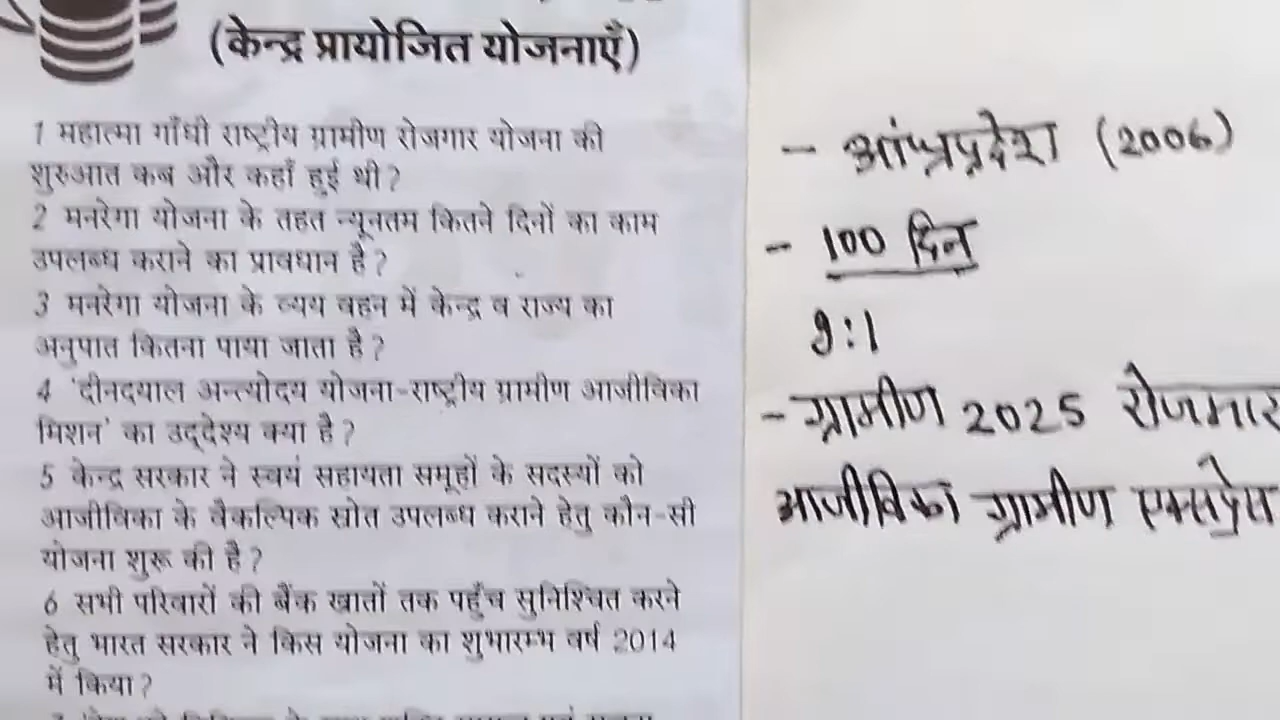 (केन्द्र प्रायोजित योजनाएँ)
1 महात्मा गाँधी राष्ट्रीय ग्रामीण रोजगार योजना की
शुरुआत कब और कहाँ हुई थी?
2 मनरेगा योजना के तहत न्यूनतम कितने दिनों का काम
उपलब्ध कराने का प्रावधान है?
3 मनरेगा योजना के व्यय वहन में केन्द्र व राज्य का
अनुपात कितना पाया जाता है?
4 'दीनदयाल अन्त्योदय योजना-राष्ट्रीय ग्रामीण आजीविका
मिशन' का उद्देश्य क्या है?
5 केन्द्र सरकार ने स्वयं सहायता समूहों के सदस्यों को
आजीविका के वैकल्पिक स्रोत उपलब्ध कराने हेतु कौन-सी
योजना शुरू की है?
6 सभी परिवारों की बैंक खातों तक पहुँच सुनिश्चित करने
हेतु भारत सरकार ने किस योजना का शुभारम्भ वर्ष 2014
में किया?
- आंध्रप्रदेश (2006)
- 100 दिन
9:1
- ग्रामीण 2025 रोजगार
आजीविका ग्रामीण एक्सप्रेस